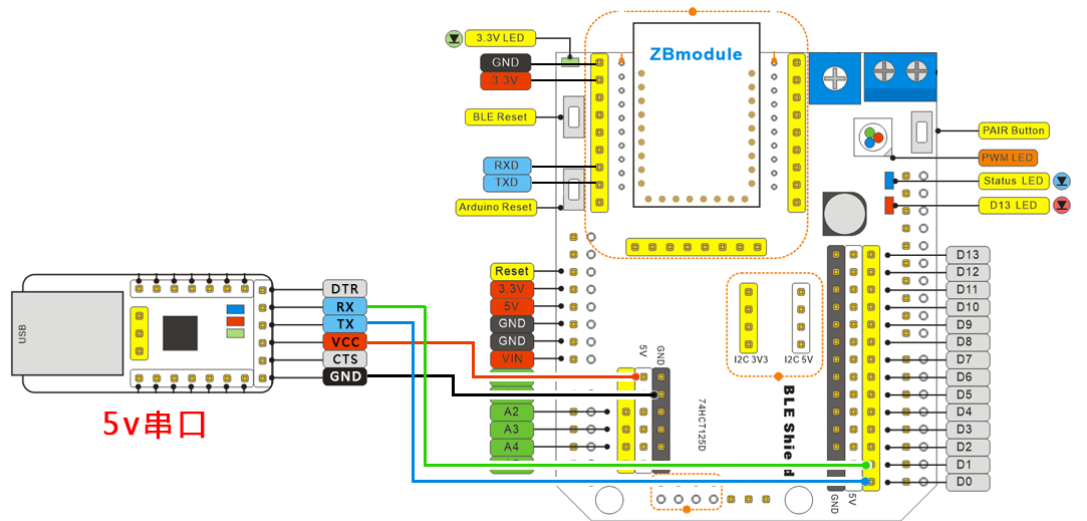 3.3V LED
GND
3.3V
BLE Reset
RXD
TXD
Arduino Reset
ZBmodule
PAIR Button
PWM LED
Status LED
D13 LED
Reset
3.3V
5V
GND
GND
VIN
A2
A3
A4
5V
GND
74HCT125D
I2C 3V3
I2C 5V
BLE Shield
GND
5V
D13
D12
D11
D10
D9
D8
D7
D6
D5
D4
D3
D2
D1
D0
USB
DTR
RX
TX
VCC
CTS
GND
5v串口